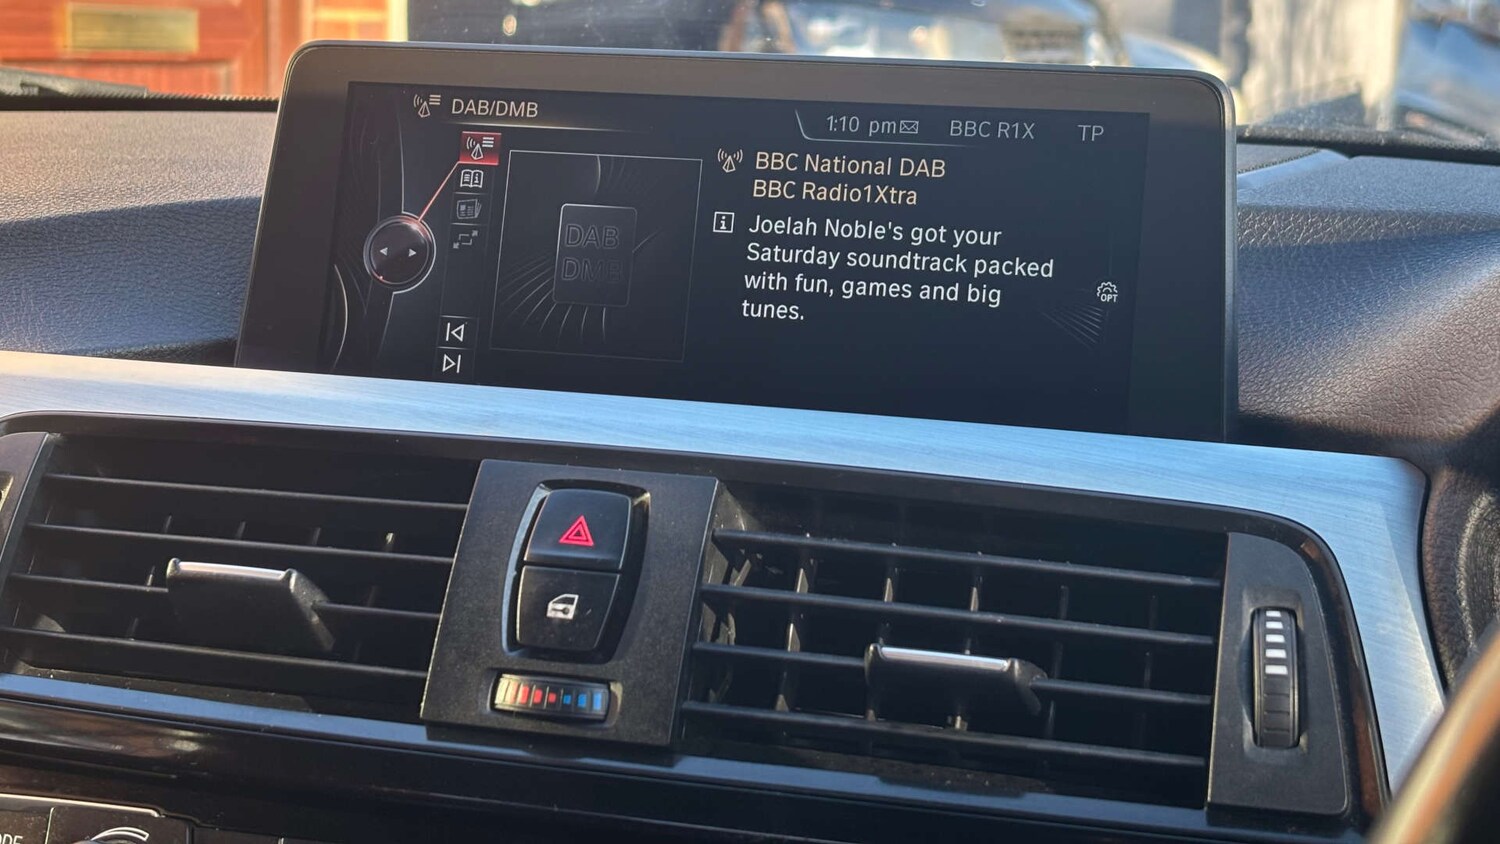 DAB/DMB
1:10 pm BBC R1X TP
BBC National DAB
BBC Radio1Xtra
Joelah Noble's got your
Saturday soundtrack packed
with fun, games and big
tunes.
DAB
DMB
OPT